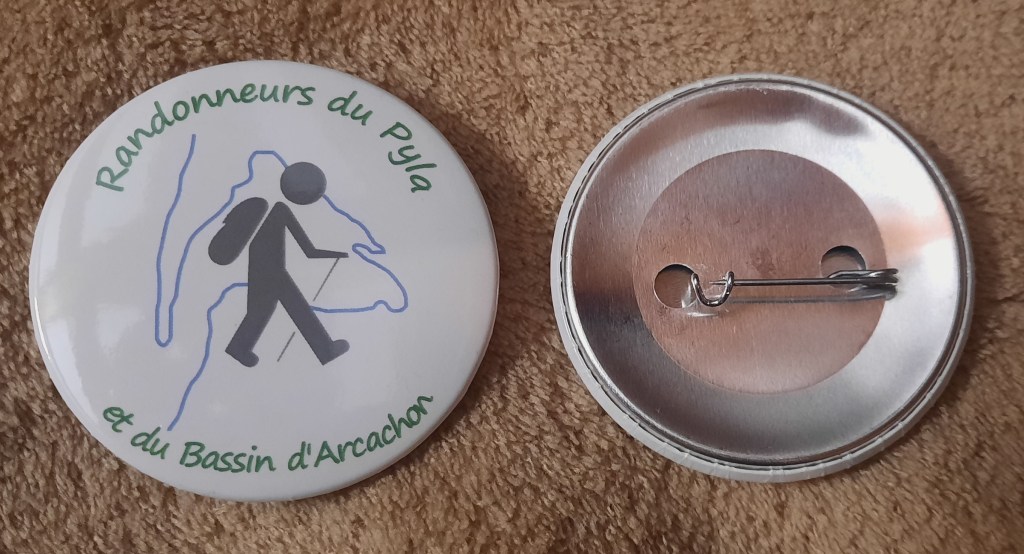 Randonneurs du Pyla
et du Bassin d'Arcachon